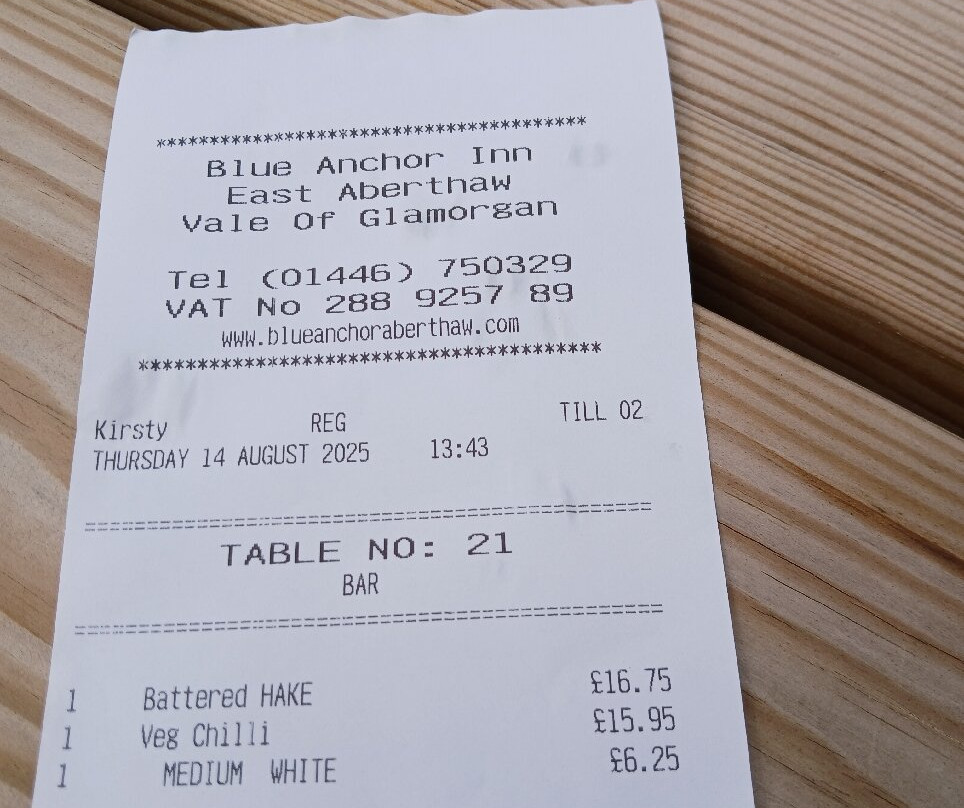 ****************************************
Blue Anchor Inn
East Aberthaw
Vale Of Glamorgan
Tel (01446) 750329
VAT No 288 9257 89
www.blueanchoraberthaw.com
****************************************
Kirsty REG TILL 02
THURSDAY 14 AUGUST 2025 13:43
========================================
TABLE NO: 21
BAR
========================================
1 Battered HAKE £16.75
1 Veg Chilli £15.95
1 MEDIUM WHITE £6.25